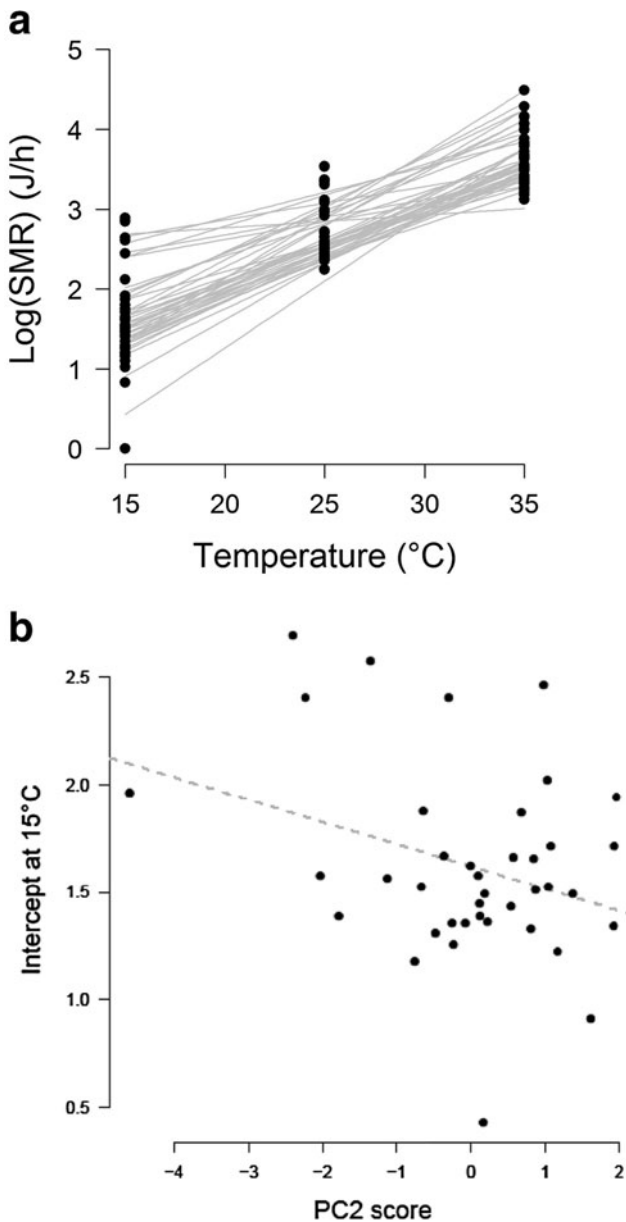 a
Log(SMR) (J/h)
5
4
3
2
1
0
15 20 25 30 35
Temperature (°C)
b
Intercept at 15°C
2.5
2.0
1.5
1.0
0.5
−4 −3 −2 −1 0 1 2
PC2 score